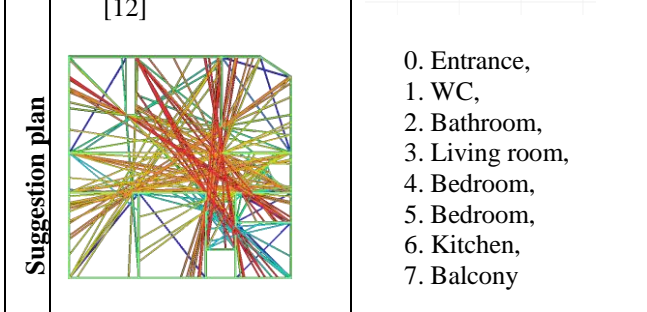 [12]
Suggestion plan
0. Entrance,
1. WC,
2. Bathroom,
3. Living room,
4. Bedroom,
5. Bedroom,
6. Kitchen,
7. Balcony